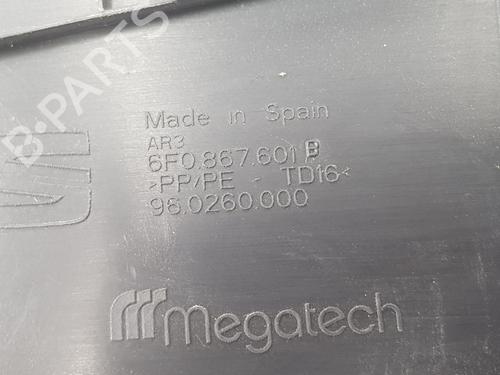 B-PARTS
Made in Spain
AR3
6F0.867.601 B
>PP/PE - TD16<
98.0260.000
megatech